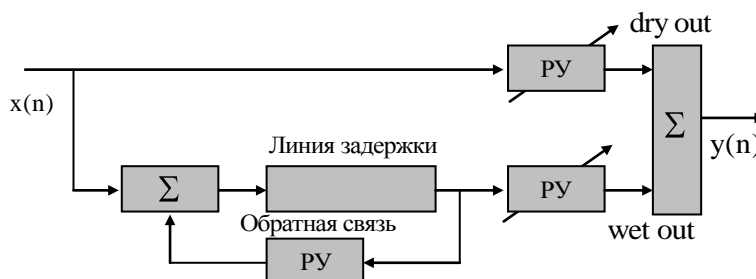 dry out
РУ
x(n)
Σ
y(n)
Линия задержки
Σ
РУ
Обратная связь
wet out
РУ